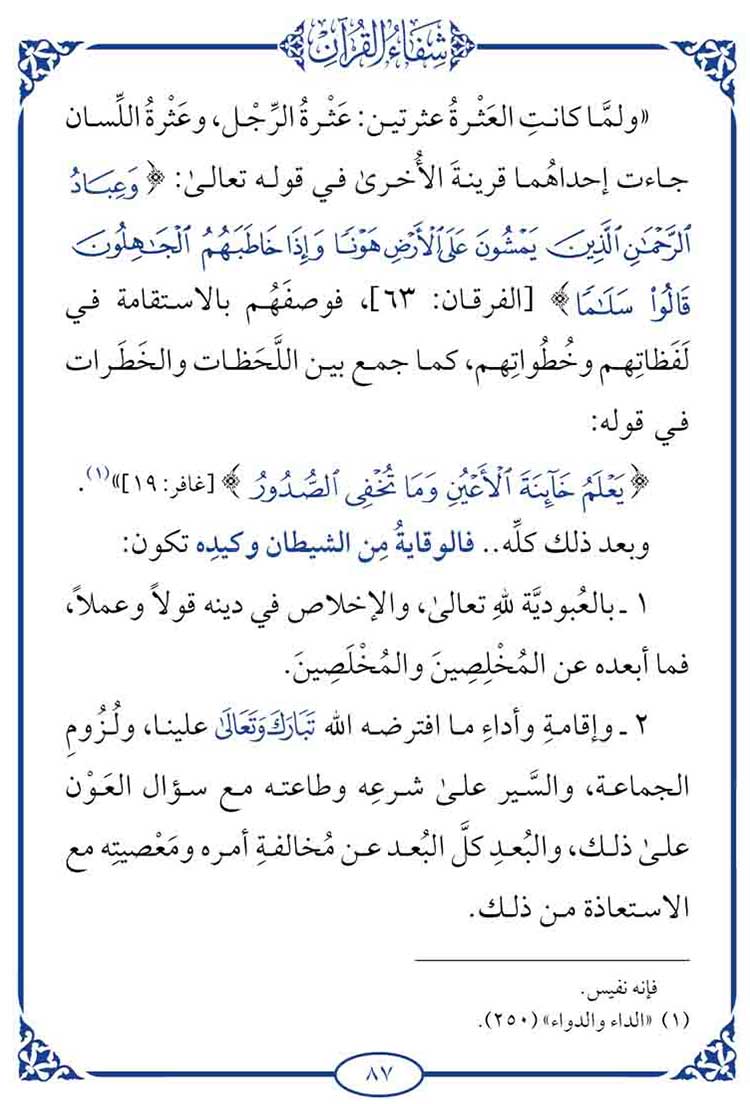 شِفَاءُ القُرآن
«ولمَّا كانتِ العَثْرةُ عثرتين: عَثْرةُ الرِّجْل، وعَثْرةُ اللِّسان
جاءت إحداهُما قرينةَ الأُخرىٰ في قوله تعالىٰ: ﴿وَعِبَادُ
ٱلرَّحْمَٰنِ ٱلَّذِينَ يَمْشُونَ عَلَى ٱلْأَرْضِ هَوْنًا وَإِذَا خَاطَبَهُمُ ٱلْجَٰهِلُونَ
قَالُوا۟ سَلَٰمًا﴾ [الفرقان: ٦٣]، فوصفَهُم بالاستقامة في
لَفَظاتِهم وخُطُواتِهم، كما جمع بين اللَّحَظات والخَطَرات
في قوله:
﴿يَعْلَمُ خَآئِنَةَ ٱلْأَعْيُنِ وَمَا تُخْفِى ٱلصُّدُورُ﴾ [غافر: ١٩]»(١).
وبعد ذلك كلِّه.. فالوقايةُ مِن الشيطان وكيدِه تكون:
١ ـ بالعُبوديَّة للهِ تعالىٰ، والإخلاص في دينه قولاً وعملاً،
فما أبعده عن المُخْلِصِينَ والمُخْلَصِينَ.
٢ ـ وإقامةِ وأداءِ ما افترضه الله تَبَارَكَ وَتَعَالَىٰ علينا، ولُزُومِ
الجماعة، والسَّير علىٰ شرعِه وطاعته مع سؤال العَوْن
علىٰ ذلك، والبُعدِ كلَّ البُعد عن مُخالفةِ أمره ومَعْصيتِه مع
الاستعاذة من ذلك.
فإنه نفيس.
(١) «الداء والدواء» (٢٥٠).
٨٧